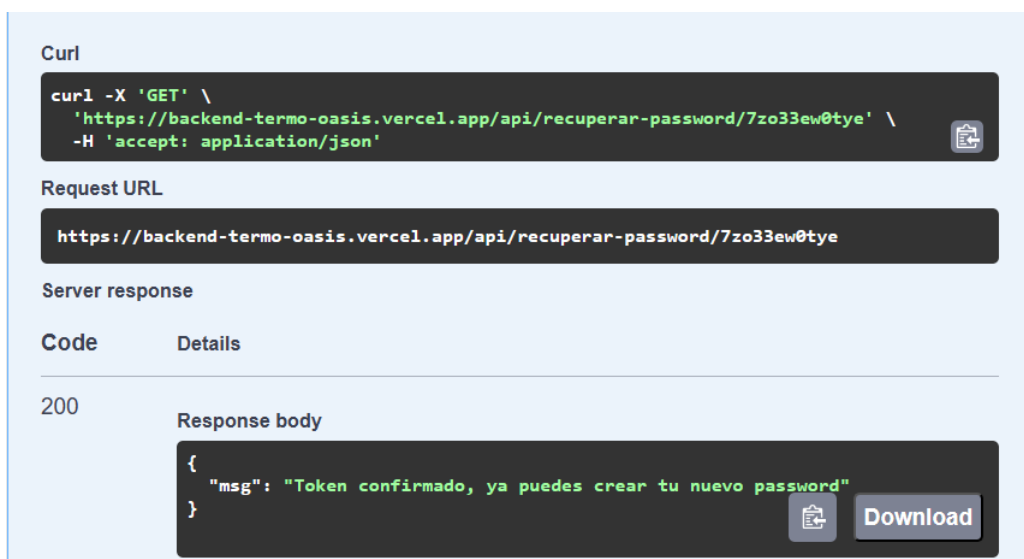 Curl
curl -X 'GET' \
'https://backend-termo-oasis.vercel.app/api/recuperar-password/7zo33ew0tye' \
-H 'accept: application/json'
Request URL
https://backend-termo-oasis.vercel.app/api/recuperar-password/7zo33ew0tye
Server response
Code Details
200
Response body
{
"msg": "Token confirmado, ya puedes crear tu nuevo password"
}
Download